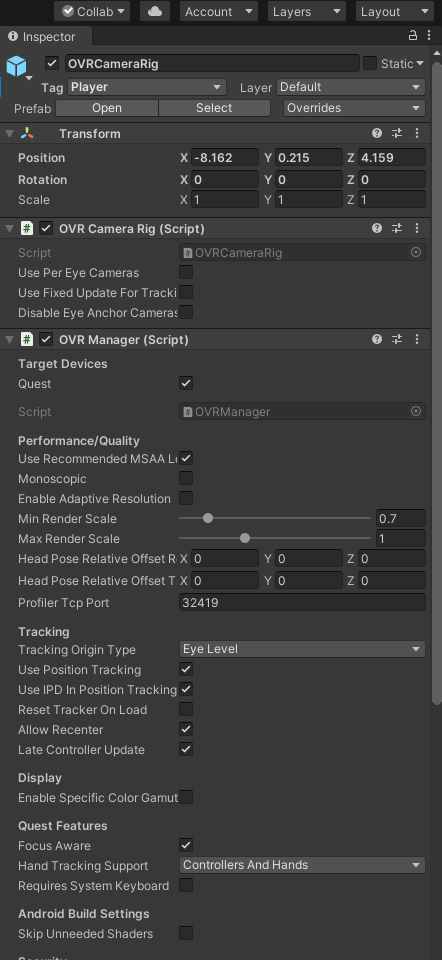 Collab Account Layers Layout
Inspector
OVRCameraRig Static
Tag Player Layer Default
Prefab Open Select Overrides
Transform
Position X -8.162 Y 0.215 Z 4.159
Rotation X 0 Y 0 Z 0
Scale X 1 Y 1 Z 1
# OVR Camera Rig (Script)
Script # OVRCameraRig
Use Per Eye Cameras
Use Fixed Update For Tracki
Disable Eye Anchor Cameras
# OVR Manager (Script)
Target Devices
Quest
Script # OVRManager
Performance/Quality
Use Recommended MSAA Le
Monoscopic
Enable Adaptive Resolution
Min Render Scale 0.7
Max Render Scale 1
Head Pose Relative Offset R X 0 Y 0 Z 0
Head Pose Relative Offset T X 0 Y 0 Z 0
Profiler Tcp Port 32419
Tracking
Tracking Origin Type Eye Level
Use Position Tracking
Use IPD In Position Tracking
Reset Tracker On Load
Allow Recenter
Late Controller Update
Display
Enable Specific Color Gamut
Quest Features
Focus Aware
Hand Tracking Support Controllers And Hands
Requires System Keyboard
Android Build Settings
Skip Unneeded Shaders